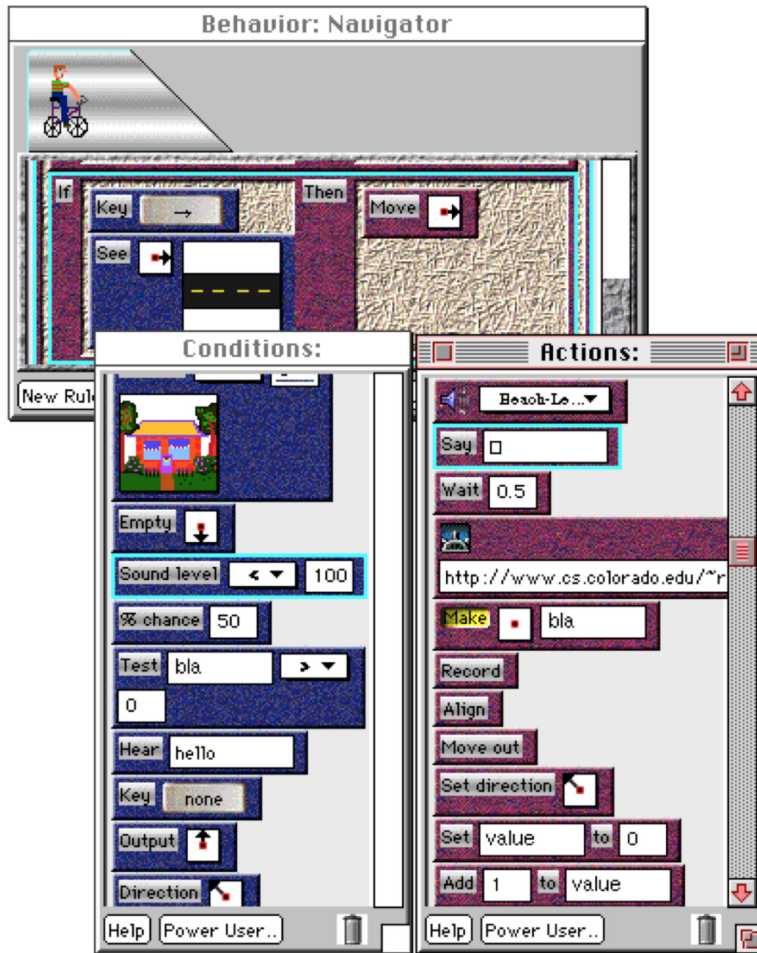 Behavior: Navigator
If
Key →
See
Then
Move
New Rul
Conditions:
Empty
Sound level < 100
% chance 50
Test bla >
0
Hear hello
Key none
Output
Direction
Help Power User..
Actions:
Beach-Le...
Say
Wait 0.5
http://www.cs.colorado.edu/~r
Make bla
Record
Align
Move out
Set direction
Set value to 0
Add 1 to value
Help Power User..